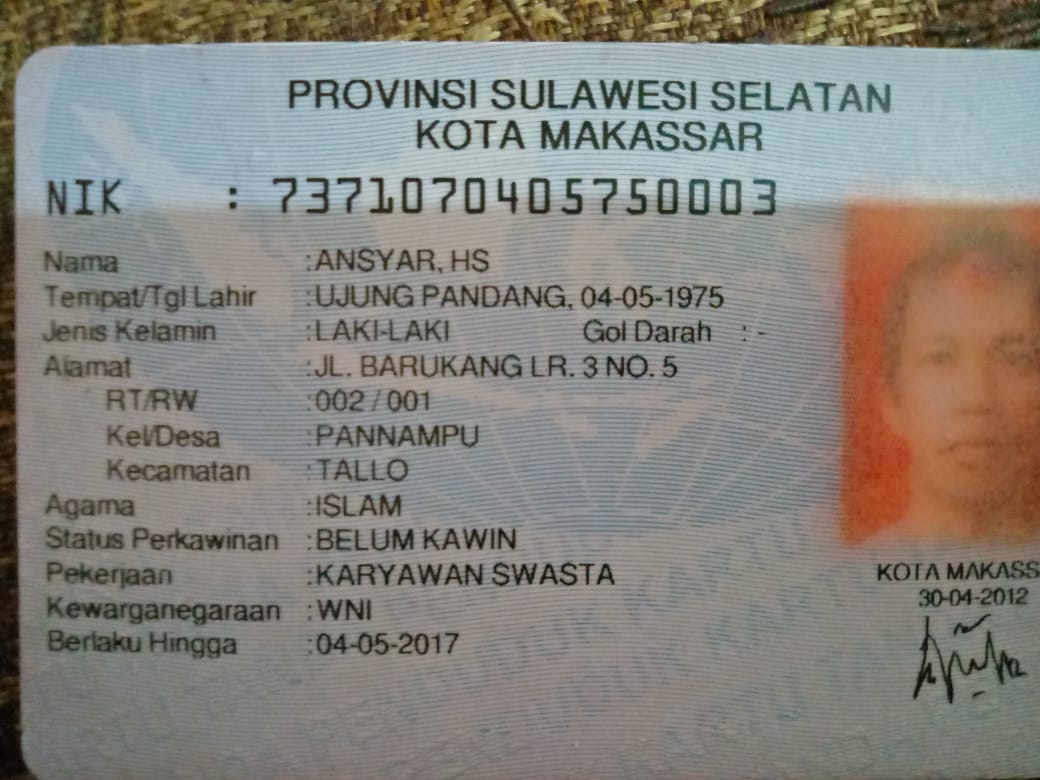 PROVINSI SULAWESI SELATAN
KOTA MAKASSAR
NIK : 7371070405750003
Nama :ANSYAR, HS
Tempat/Tgl Lahir :UJUNG PANDANG, 04-05-1975
Jenis Kelamin :LAKI-LAKI Gol Darah : -
Alamat :JL. BARUKANG LR. 3 NO. 5
RT/RW :002 / 001
Kel/Desa :PANNAMPU
Kecamatan :TALLO
Agama :ISLAM
Status Perkawinan :BELUM KAWIN
Pekerjaan :KARYAWAN SWASTA
Kewarganegaraan :WNI
Berlaku Hingga :04-05-2017
KOTA MAKASS
30-04-2012